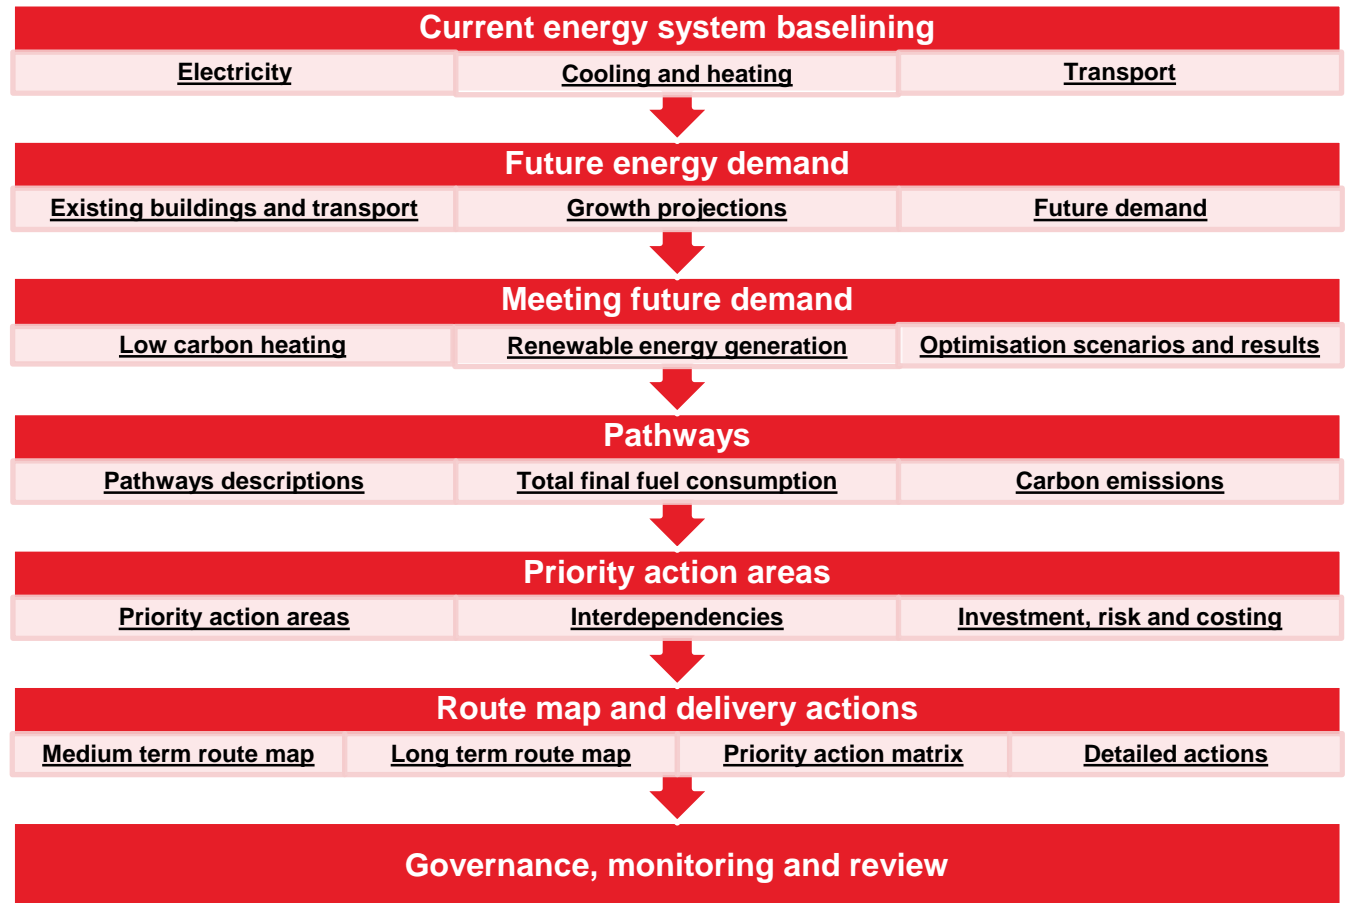 Current energy system baselining
Electricity
Cooling and heating
Transport
Future energy demand
Existing buildings and transport
Growth projections
Future demand
Meeting future demand
Low carbon heating
Renewable energy generation
Optimisation scenarios and results
Pathways
Pathways descriptions
Total final fuel consumption
Carbon emissions
Priority action areas
Priority action areas
Interdependencies
Investment, risk and costing
Route map and delivery actions
Medium term route map
Long term route map
Priority action matrix
Detailed actions
Governance, monitoring and review